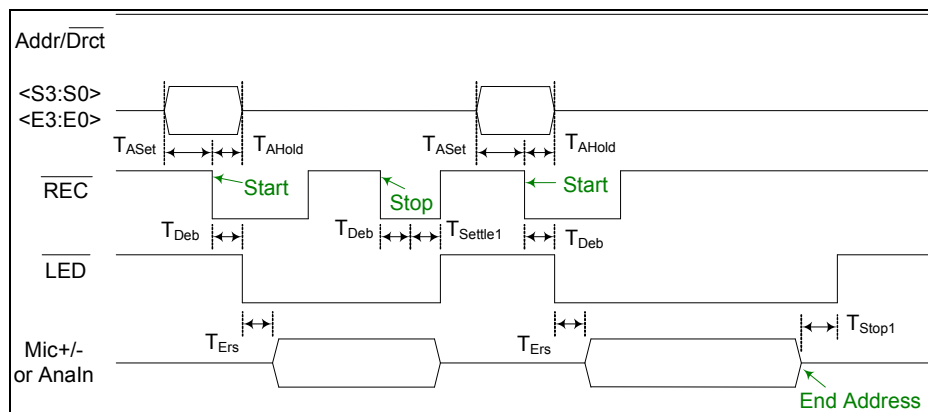 Addr/Drct
<S3:S0>
<E3:E0>
TASet
TAHold
TASet
TAHold
REC
Start
Stop
Start
TDeb
TDeb
TSettle1
TDeb
LED
TErs
TErs
TStop1
Mic+/-
or AnaIn
End Address